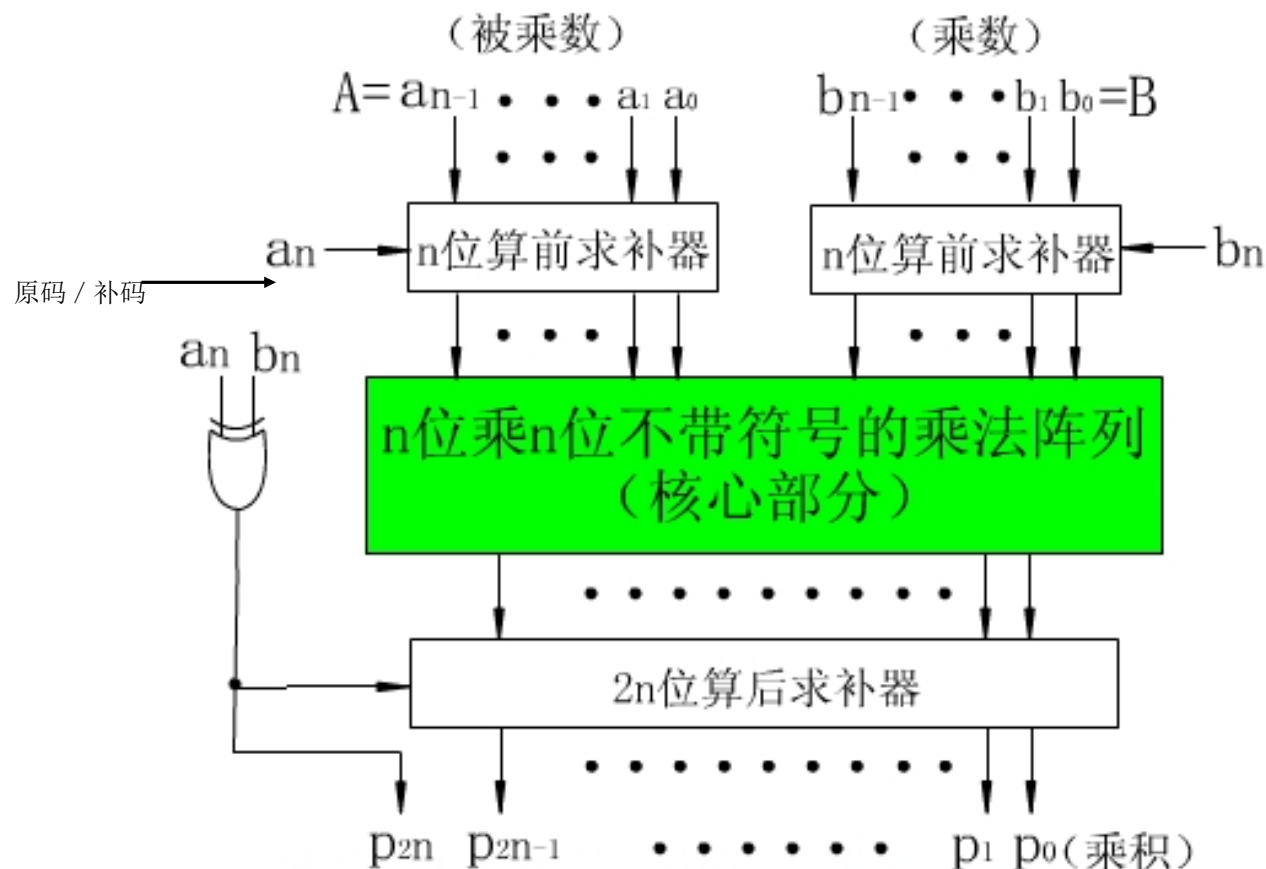 （被乘数）
（乘数）
A=an-1 • • • a1 a0
bn-1 • • • b1 b0=B
• • •
• • •
an
n位算前求补器
n位算前求补器
bn
原码 / 补码
• • •
• • •
an bn
n位乘n位不带符号的乘法阵列
（核心部分）
• • • • • • • • •
2n位算后求补器
• • • • • • • • •
p2n p2n-1 • • • • • • p1 p0(乘积)